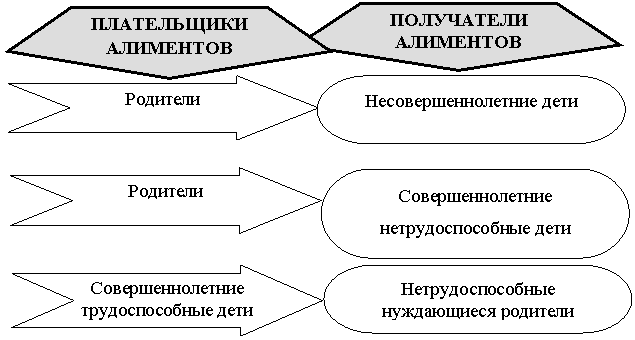 ПЛАТЕЛЬЩИКИ
АЛИМЕНТОВ
ПОЛУЧАТЕЛИ
АЛИМЕНТОВ
Родители
Несовершеннолетние дети
Родители
Совершеннолетние
нетрудоспособные дети
Совершеннолетние
трудоспособные дети
Нетрудоспособные
нуждающиеся родители